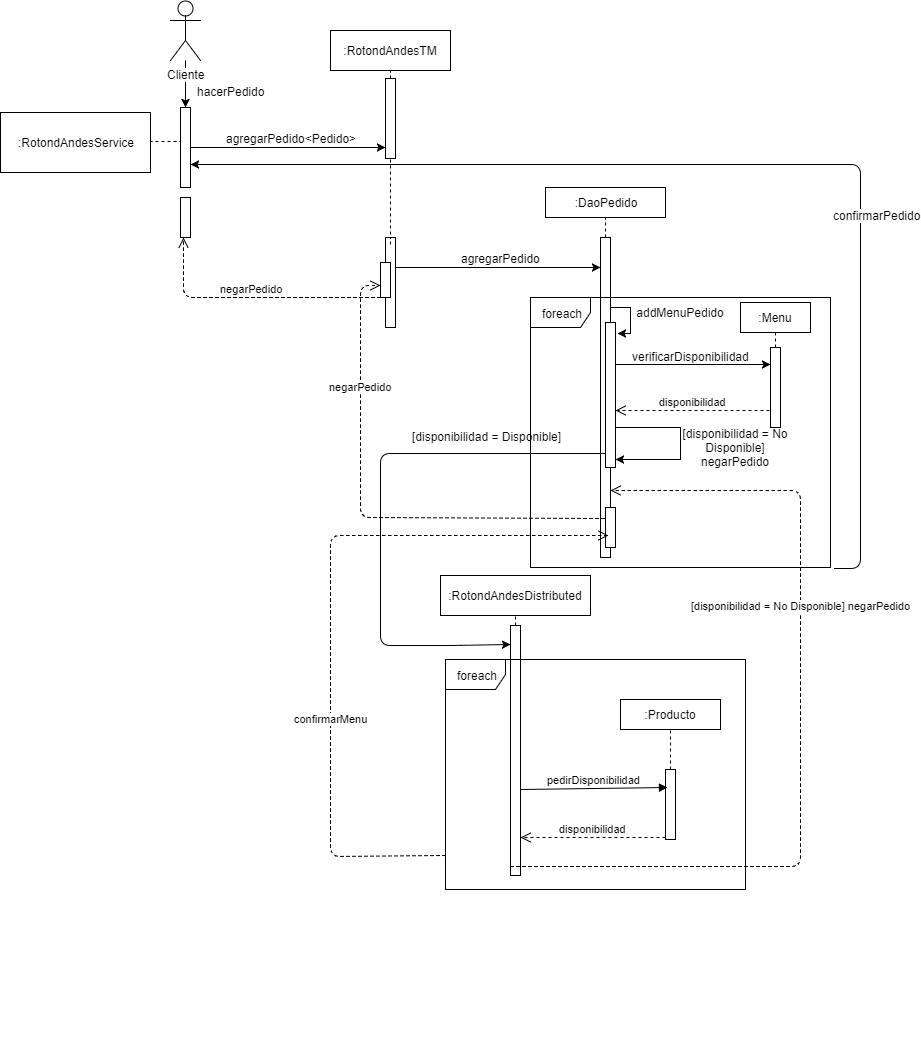 :RotondAndesTM
Cliente
hacerPedido
:RotondAndesService
agregarPedido<Pedido>
:DaoPedido
confirmarPedido
agregarPedido
negarPedido
foreach
addMenuPedido
:Menu
verificarDisponibilidad
negarPedido
disponibilidad
[disponibilidad = Disponible]
[disponibilidad = No
Disponible]
negarPedido
:RotondAndesDistributed
[disponibilidad = No Disponible] negarPedido
foreach
:Producto
confirmarMenu
pedirDisponibilidad
disponibilidad